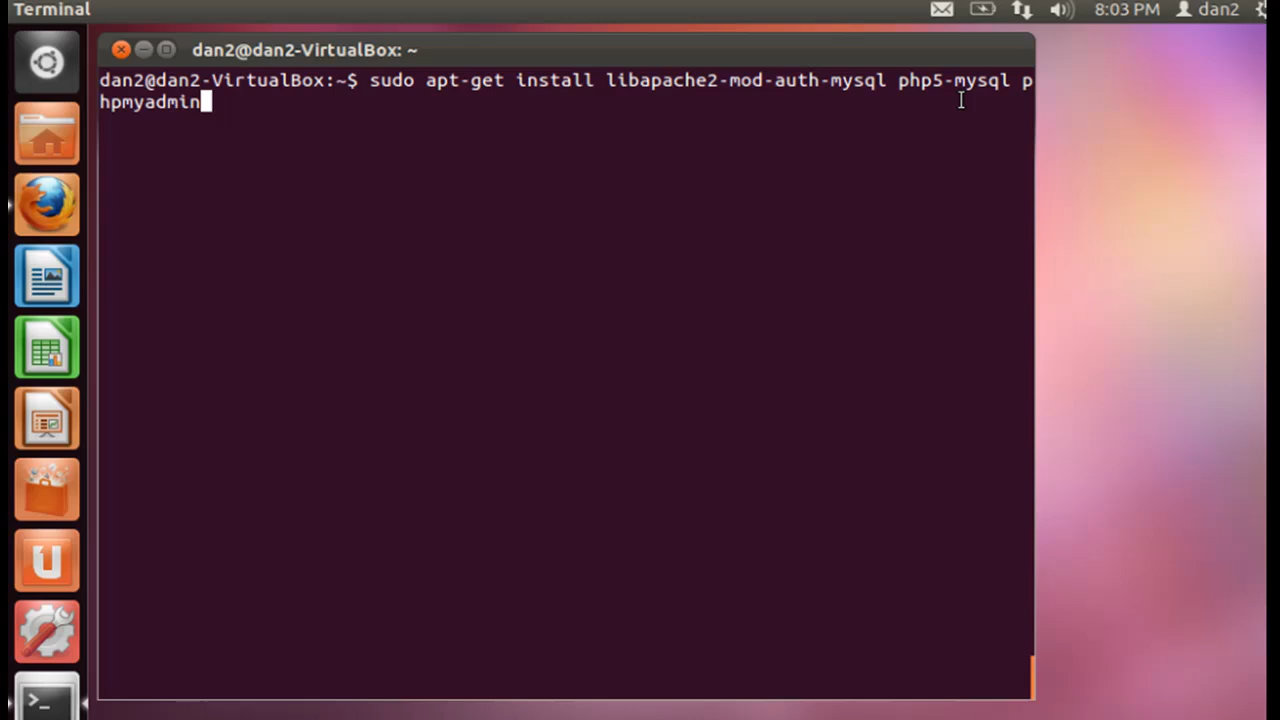 Terminal
8:03 PM
dan2
dan2@dan2-VirtualBox: ~
dan2@dan2-VirtualBox:~$ sudo apt-get install libapache2-mod-auth-mysql php5-mysql p
hpmyadmin
>_